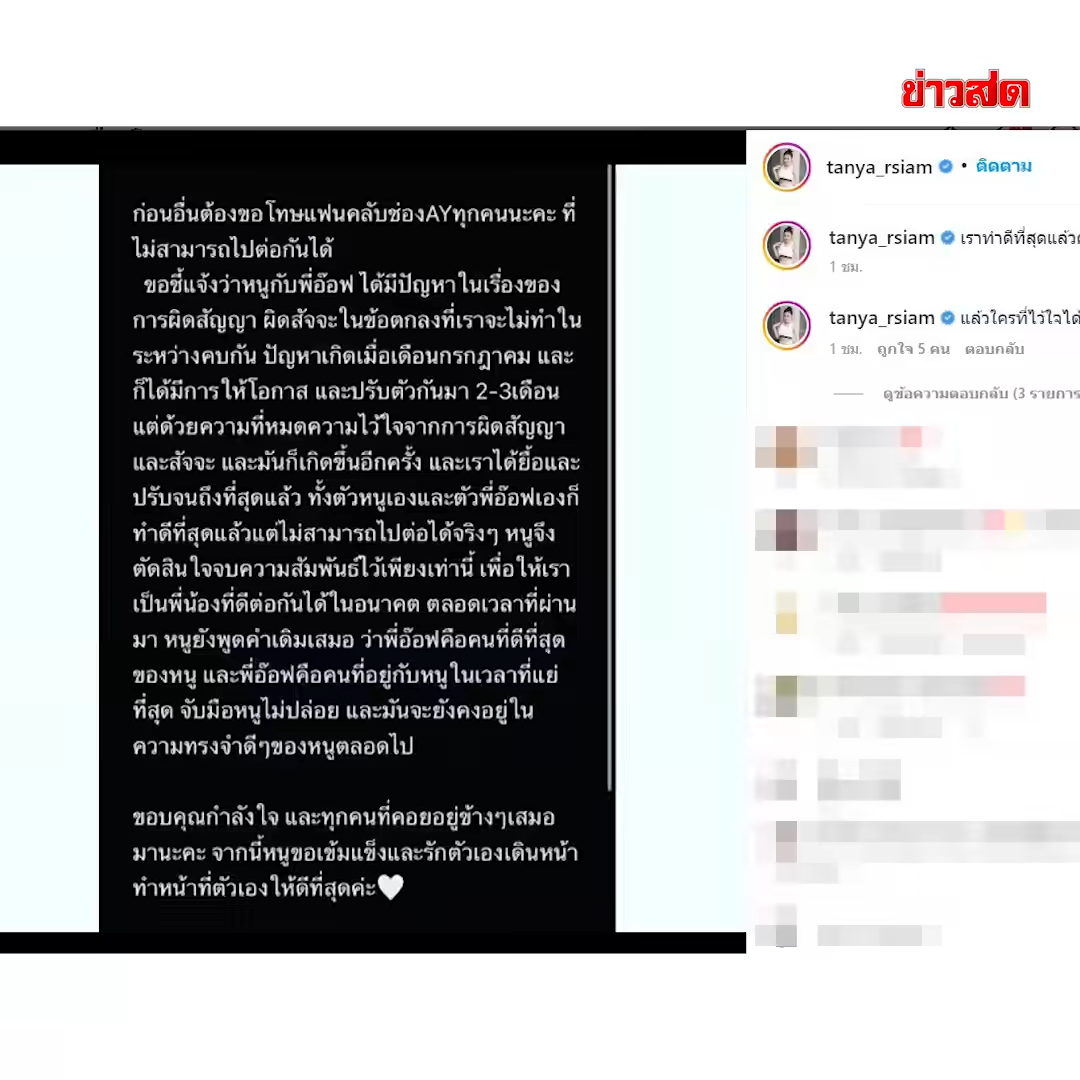 ข่าวสด
ก่อนอื่นต้องขอโทษแฟนคลับช่องAYทุกคนนะคะ ที่
ไม่สามารถไปต่อกันได้
ขอชี้แจ้งว่าหนูกับพี่อ๊อฟ ได้มีปัญหาในเรื่องของ
การผิดสัญญา ผิดสัจจะในข้อตกลงที่เราจะไม่ทำใน
ระหว่างคบกัน ปัญหาเกิดเมื่อเดือนกรกฎาคม และ
ก็ได้มีการให้โอกาส และปรับตัวกันมา 2-3เดือน
แต่ด้วยความที่หมดความไว้ใจจากการผิดสัญญา
และสัจจะ และมันก็เกิดขึ้นอีกครั้ง และเราได้ยื้อและ
ปรับจนถึงที่สุดแล้ว ทั้งตัวหนูเองและตัวพี่อ๊อฟเองก็
ทำดีที่สุดแล้วแต่ไม่สามารถไปต่อได้จริงๆ หนูจึง
ตัดสินใจจบความสัมพันธ์ไว้เพียงเท่านี้ เพื่อให้เรา
เป็นพี่น้องที่ดีต่อกันได้ในอนาคต ตลอดเวลาที่ผ่าน
มา หนูยังพูดคำเดิมเสมอ ว่าพี่อ๊อฟคือคนที่ดีที่สุด
ของหนู และพี่อ๊อฟคือคนที่อยู่กับหนูในเวลาที่แย่
ที่สุด จับมือหนูไม่ปล่อย และมันจะยังคงอยู่ใน
ความทรงจำดีๆของหนูตลอดไป
ขอบคุณกำลังใจ และทุกคนที่คอยอยู่ข้างๆเสมอ
มานะคะ จากนี้หนูขอเข้มแข็งและรักตัวเองเดินหน้า
ทำหน้าที่ตัวเองให้ดีที่สุดค่ะ🤍
tanya_rsiam • ติดตาม
tanya_rsiam เราทำดีที่สุดแล้ว
1 ชม.
tanya_rsiam แล้วใครที่ไว้ใจได้
1 ชม. ถูกใจ 5 คน ตอบกลับ
ดูข้อความตอบกลับ (3 รายการ